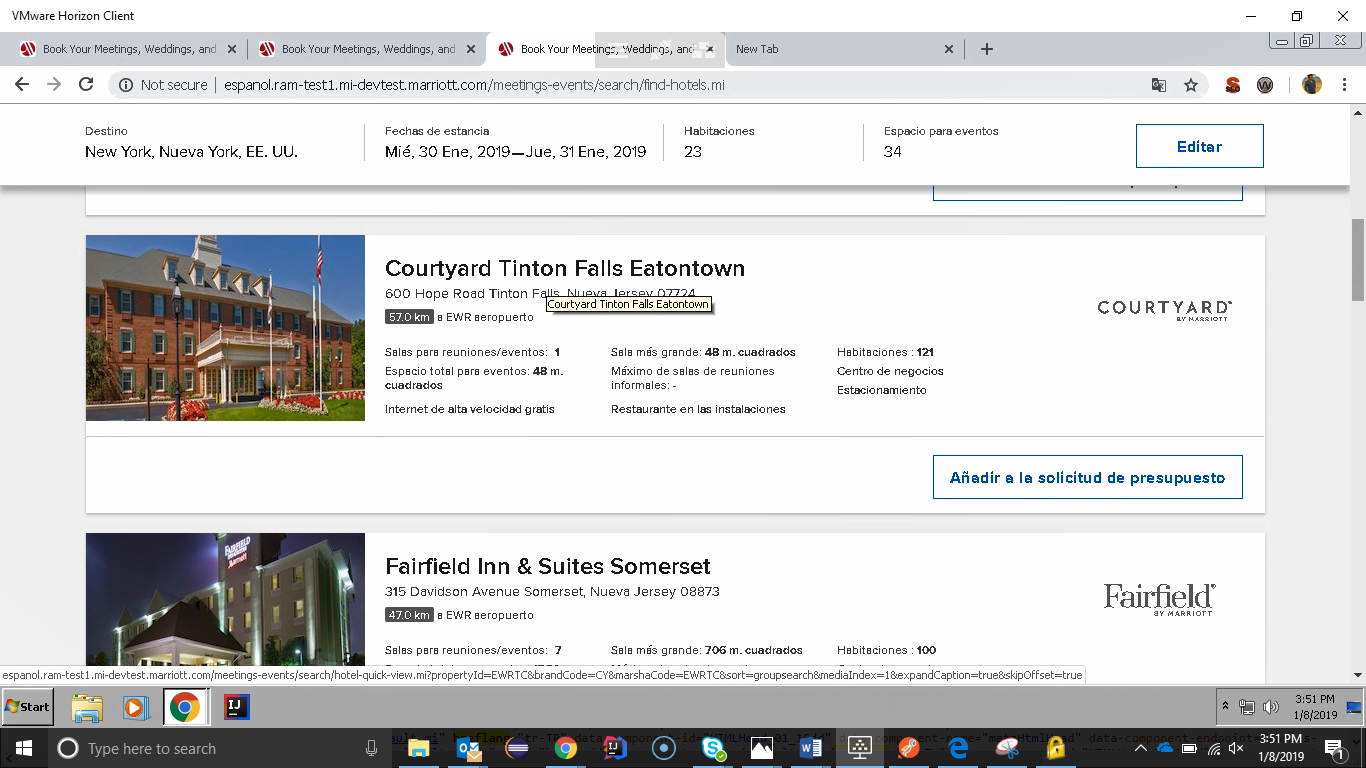 VMware Horizon Client
Book Your Meetings, Weddings, and
Book Your Meetings, Weddings, and
Book Your Meetings, Weddings, and
New Tab
Not secure
espanol.ram-test1.mi-devtest.marriott.com/meetings-events/search/find-hotels.mi
Destino
Fechas de estancia
Habitaciones
Espacio para eventos
New York, Nueva York, EE. UU.
Mié, 30 Ene, 2019—Jue, 31 Ene, 2019
23
34
Editar
Courtyard Tinton Falls Eatontown
600 Hope Road Tinton Falls, Nueva Jersey 07724
Courtyard Tinton Falls Eatontown
57.0 km a EWR aeropuerto
COURTYARD
BY MARRIOTT
Salas para reuniones/eventos: 1
Sala más grande: 48 m. cuadrados
Habitaciones : 121
Espacio total para eventos: 48 m.
cuadrados
Máximo de salas de reuniones
informales: -
Centro de negocios
Estacionamiento
Internet de alta velocidad gratis
Restaurante en las instalaciones
Añadir a la solicitud de presupuesto
FAIRFIELD
Marriott
Fairfield Inn & Suites Somerset
315 Davidson Avenue Somerset, Nueva Jersey 08873
47.0 km a EWR aeropuerto
Fairfield
BY MARRIOTT
Salas para reuniones/eventos: 7
Sala más grande: 706 m. cuadrados
Habitaciones : 100
espanol.ram-test1.mi-devtest.marriott.com/meetings-events/search/hotel-quick-view.mi?propertyId=EWRTC&brandCode=CY&marshaCode=EWRTC&sort=groupsearch&mediaIndex=1&expandCaption=true&skipOffset=true
Start
3:51 PM
1/8/2019
Type here to search
3:51 PM
1/8/2019